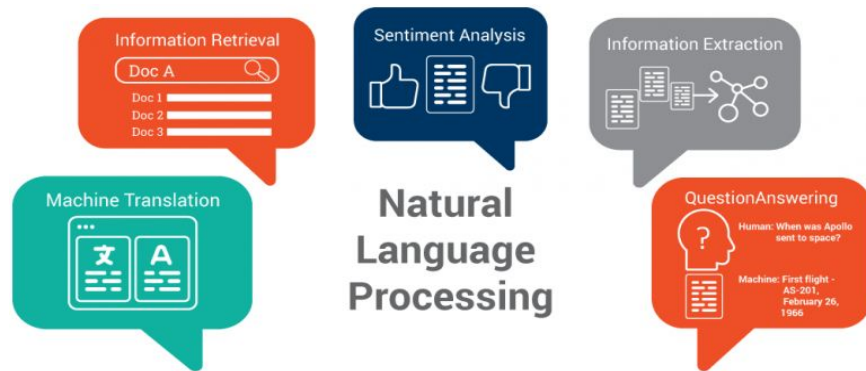 Information Retrieval
Doc A
Doc 1
Doc 2
Doc 3
Sentiment Analysis
Information Extraction
Machine Translation
文 A
Natural
Language
Processing
QuestionAnswering
?
Human: When was Apollo
sent to space?
Machine: First flight -
AS-201,
February 26,
1966